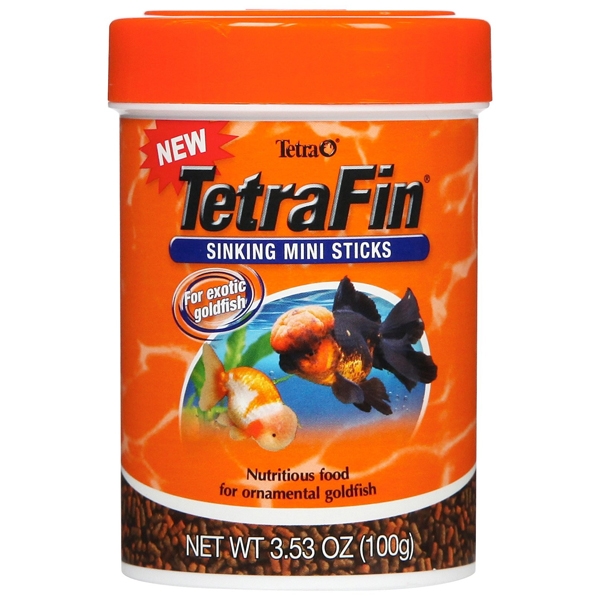 NEW
Tetra
TetraFin®
SINKING MINI STICKS
For exotic
goldfish
Nutritious food
for ornamental goldfish
NET WT 3.53 OZ (100g)